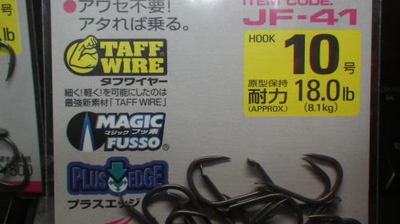 ●アワセ不要!
アタれば乗る。
ITEM CODE.
JF-41
HOOK
10号
原型保持
耐力 18.0lb
(APPROX.) (8.1kg)
TAFF
WIRE
タフワイヤー
細く!軽く!を可能にしたのは
最強新素材「TAFF WIRE」
MAGIC
マジック フッ素
FUSSO
PLUS EDGE
プラスエッジ
号
lb